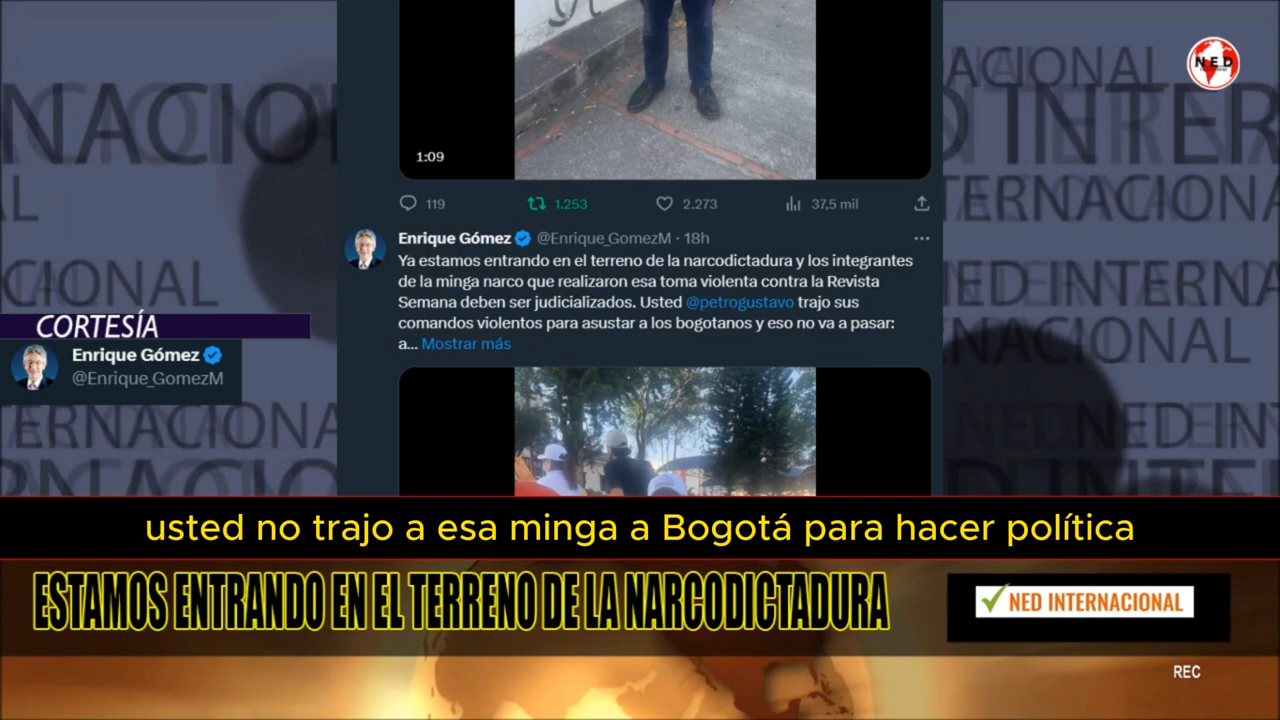 NED
1:09
119
1.253
2.273
37,5 mil
Enrique Gómez @Enrique_GomezM · 18h
Ya estamos entrando en el terreno de la narcodictadura y los integrantes
de la minga narco que realizaron esa toma violenta contra la Revista
Semana deben ser judicializados. Usted @petrogustavo trajo sus
comandos violentos para asustar a los bogotanos y eso no va a pasar:
a... Mostrar más
CORTESÍA
Enrique Gómez
@Enrique_GomezM
usted no trajo a esa minga a Bogotá para hacer política
ESTAMOS ENTRANDO EN EL TERRENO DE LA NARCODICTADURA
NED INTERNACIONAL
REC